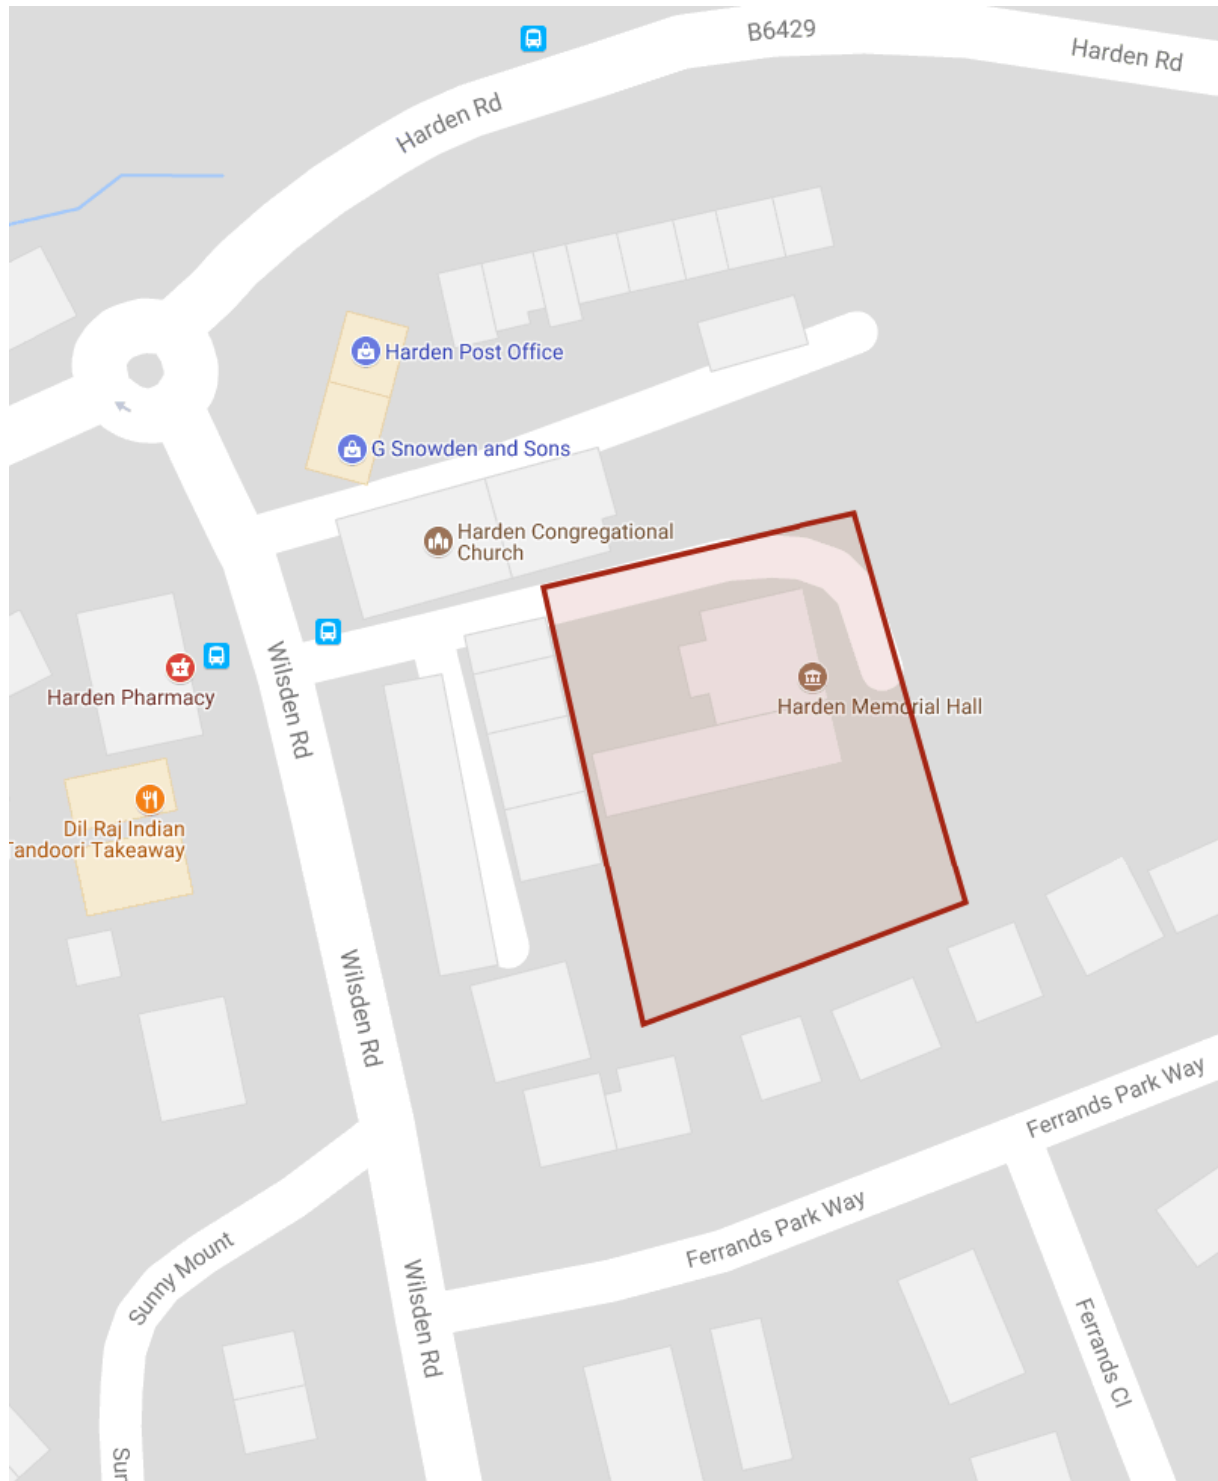 B6429
Harden Rd
Harden Rd
Harden Post Office
G Snowden and Sons
Harden Congregational
Church
Wilsden Rd
Harden Pharmacy
Harden Memorial Hall
Dil Raj Indian
Tandoori Takeaway
Wilsden Rd
Ferrands Park Way
Ferrands Park Way
Sunny Mount
Wilsden Rd
Ferrands Cl
Sun